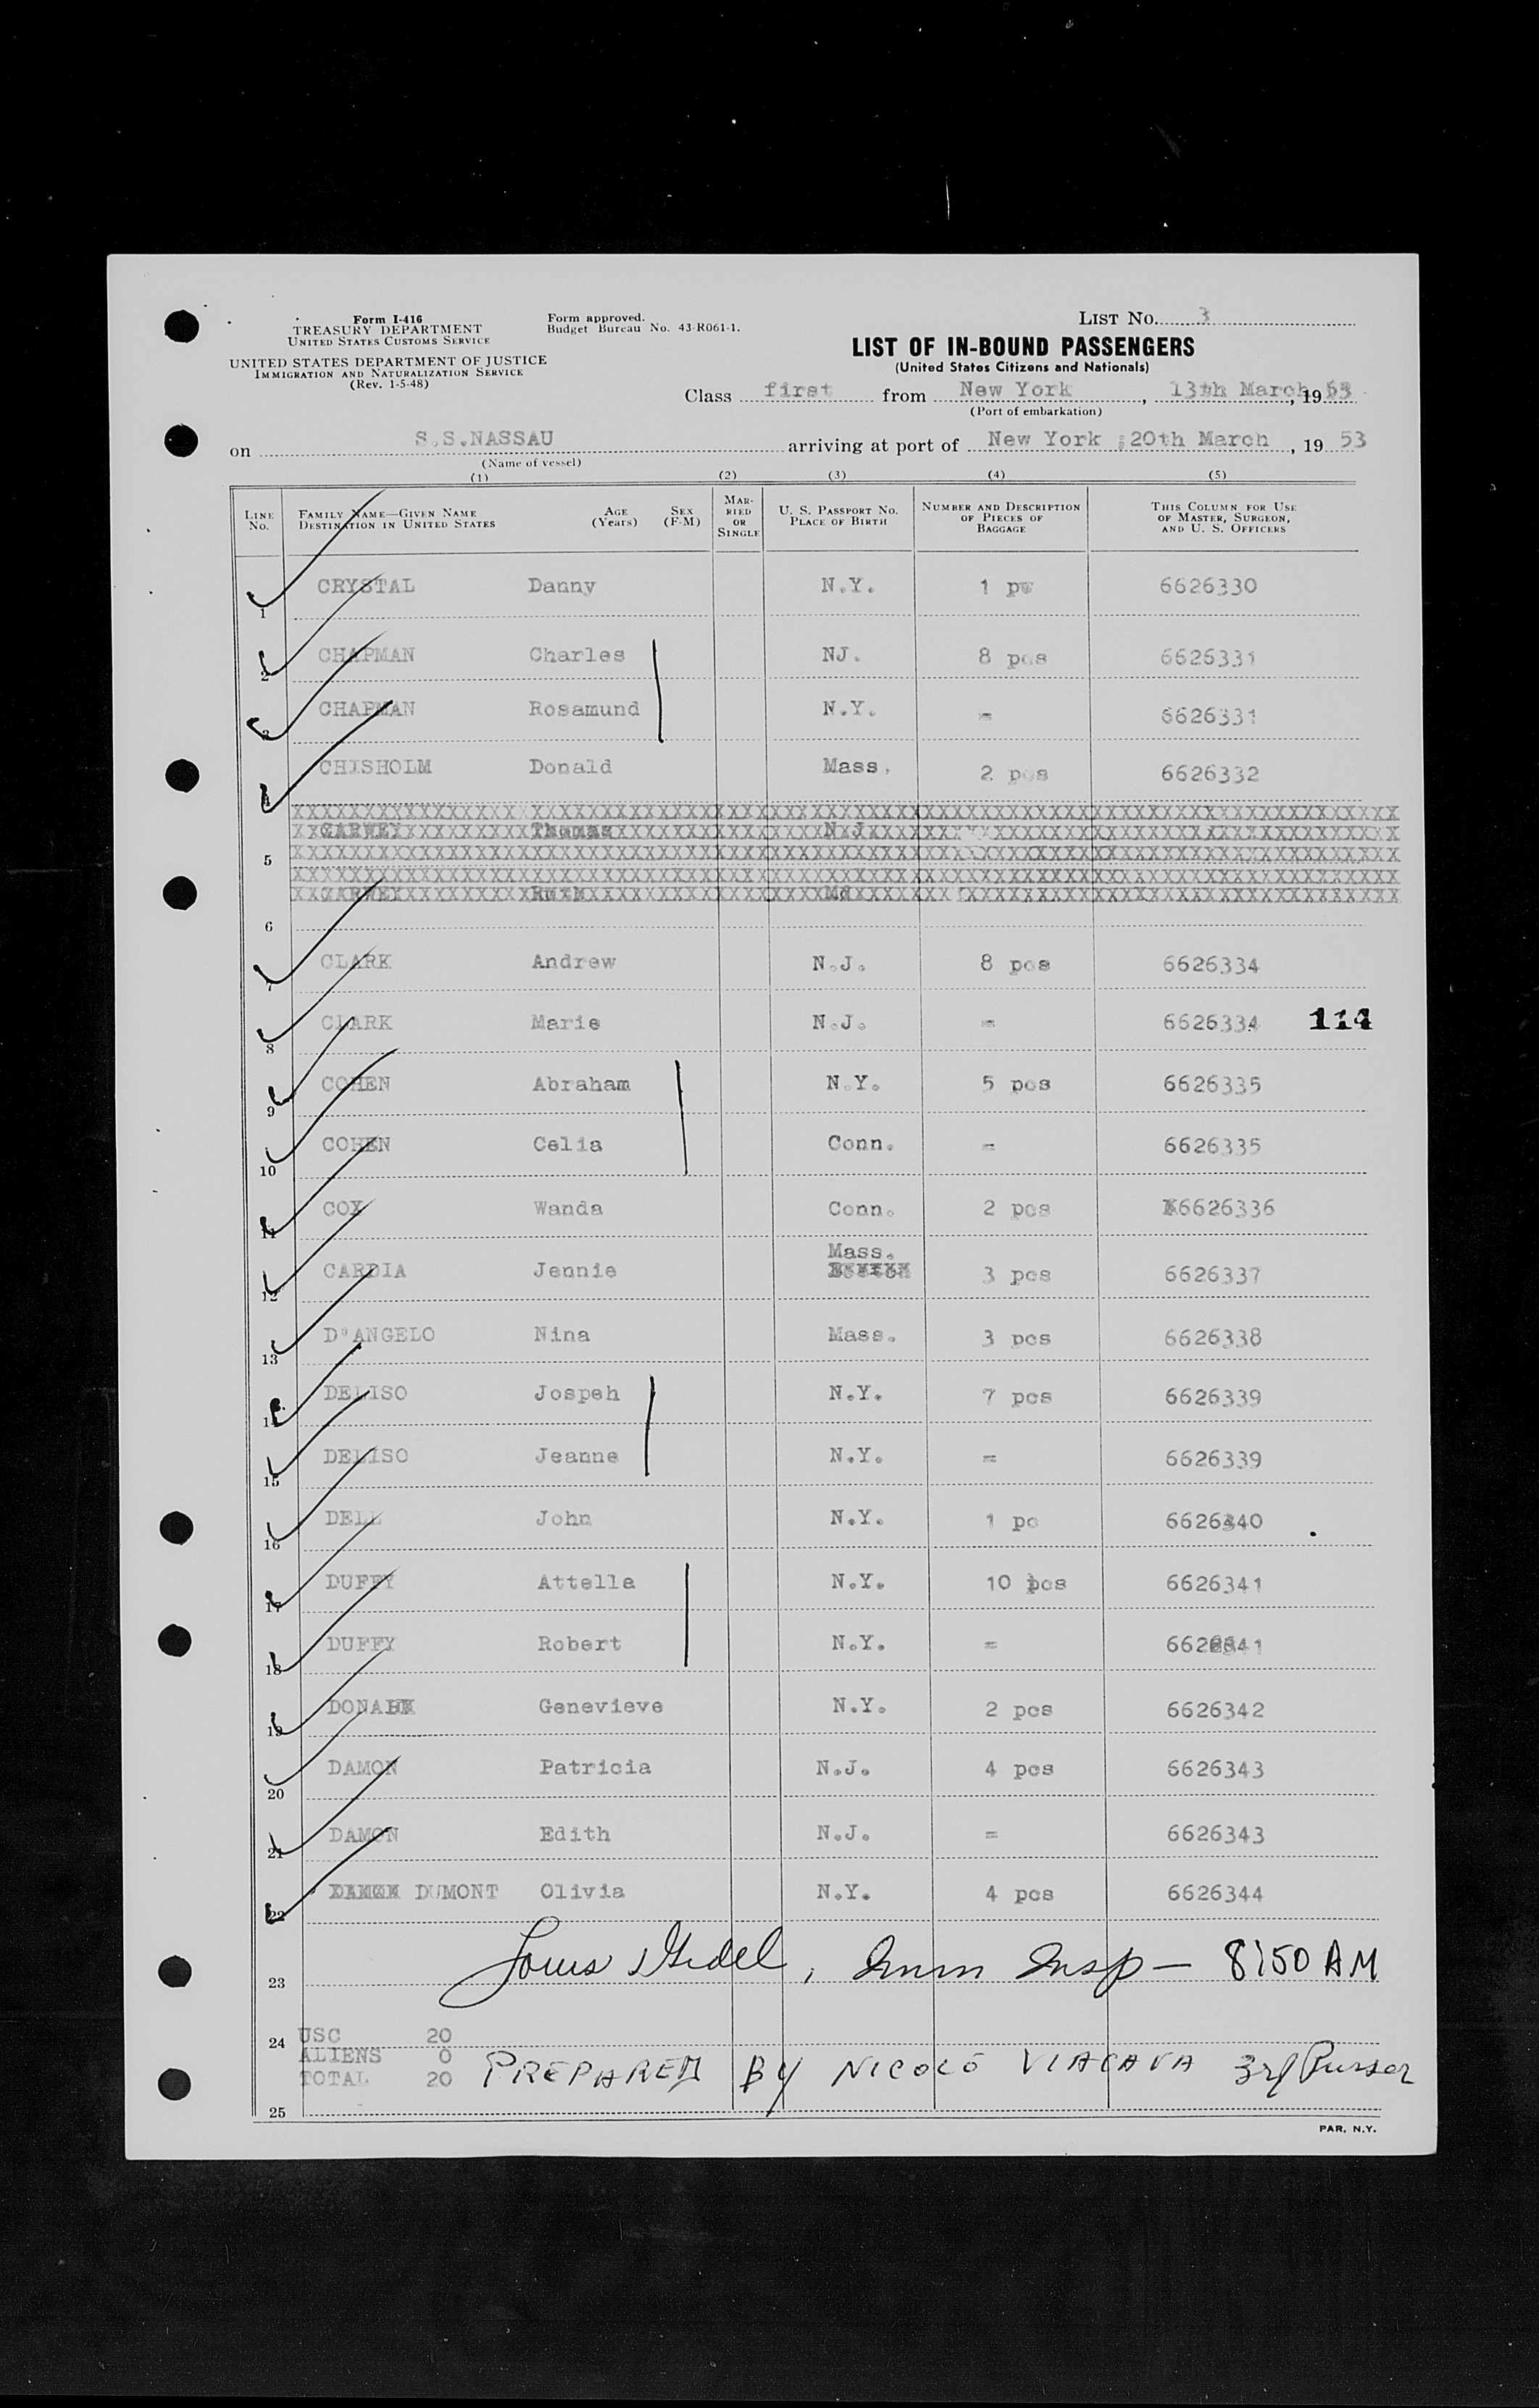 Form I-416
TREASURY DEPARTMENT
UNITED STATES CUSTOMS SERVICE
UNITED STATES DEPARTMENT OF JUSTICE
IMMIGRATION AND NATURALIZATION SERVICE
(Rev. 1-5-48)
Form approved.
Budget Bureau No. 43-R061-1.
LIST NO. 3
LIST OF IN-BOUND PASSENGERS
(United States Citizens and Nationals)
Class first from New York, 13th March, 1953
(Port of embarkation)
on S.S.NASSAU arriving at port of New York ;20th March, 1953
(Name of vessel)
(1) (2) (3) (4) (5)
LINE NO. FAMILY NAME—GIVEN NAME DESTINATION IN UNITED STATES AGE (Years) SEX (F-M) MARRIED OR SINGLE U. S. PASSPORT NO. PLACE OF BIRTH NUMBER AND DESCRIPTION OF PIECES OF BAGGAGE THIS COLUMN FOR USE OF MASTER, SURGEON, AND U. S. OFFICERS
1 CRYSTAL Danny N.Y. 1 6626330
2 CHAPMAN Charles NJ. 8 pcs 6626331
3 CHAPMAN Rosamund N.Y. = 6626331
4 CHISHOLM Donald Mass. 2 pcs 6626332
5 GARVEY Thomas N.J
6 GARVEY Ruth Md
7 CLARK Andrew N.J. 8 pcs 6626334
8 CLARK Marie N.J. = 6626334 114
9 COHEN Abraham N.Y. 5 pcs 6626335
10 COHEN Celia Conn. = 6626335
11 COX Wanda Conn. 2 pcs 6626336
12 CARDIA Jennie Mass. 3 pcs 6626337
13 D'ANGELO Nina Mass. 3 pcs 6626338
14 DELISO Jospeh N.Y. 7 pcs 6626339
15 DELISO Jeanne N.Y. = 6626339
16 DELL John N.Y. 1 pc 6626340
17 DUFFY Attella N.Y. 10 pcs 6626341
18 DUFFY Robert N.Y. = 6626341
19 Genevieve N.Y. 2 pcs 6626342
20 DAMON Patricia N.J. 4 pcs 6626343
21 DAMON Edith N.J. = 6626343
22 DUMONT Olivia N.Y. 4 pcs 6626344
23 Louis Imm Insp — 8:50 AM
24 USC 20
ALIENS 0
TOTAL 20 PREPARED BY NICOLÒ VIACAVA 3rd Purser
25
PAR, N.Y.